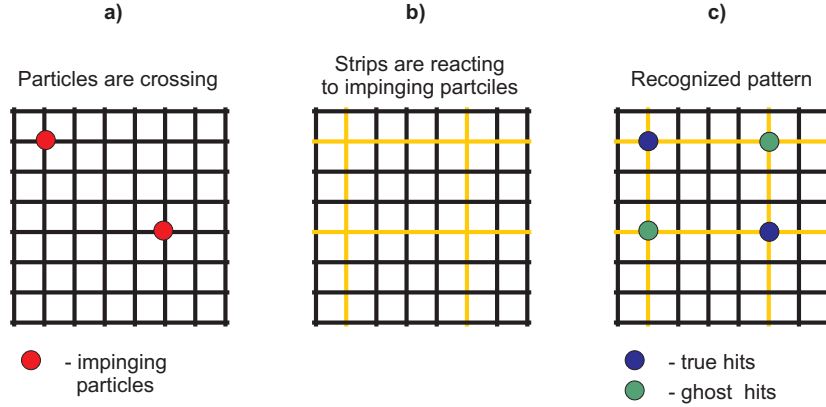 a)
Particles are crossing
b)
Strips are reacting
to impinging partciles
c)
Recognized pattern
- impinging
particles
- true hits
- ghost hits